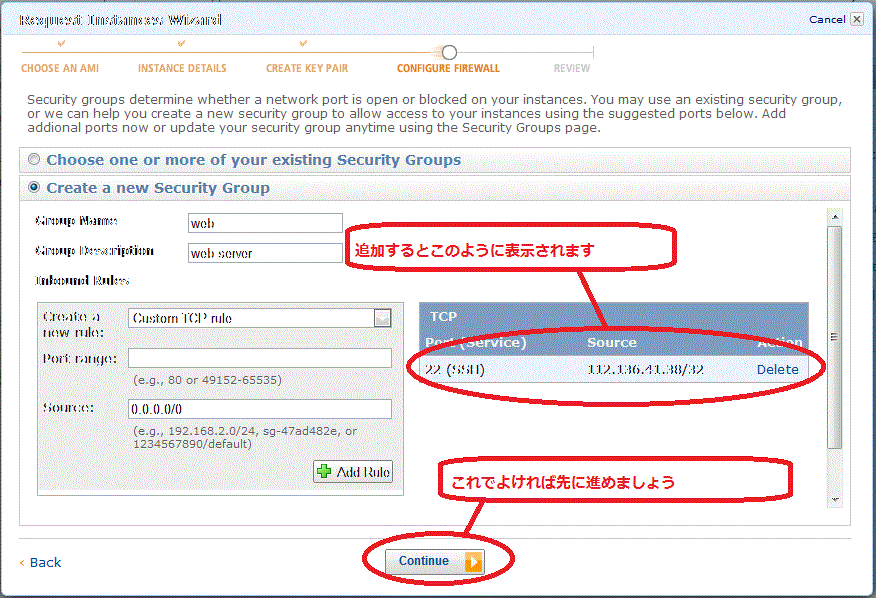 Request Instances Wizard
Cancel
CHOOSE AN AMI
INSTANCE DETAILS
CREATE KEY PAIR
CONFIGURE FIREWALL
REVIEW
Security groups determine whether a network port is open or blocked on your instances. You may use an existing security group,
or we can help you create a new security group to allow access to your instances using the suggested ports below. Add
addional ports now or update your security group anytime using the Security Groups page.
Choose one or more of your existing Security Groups
Create a new Security Group
Group Name
web
Group Description
web server
追加するとこのように表示されます
Inbound Rules
Create a
new rule:
Custom TCP rule
Port range:
(e.g., 80 or 49152-65535)
Source:
0.0.0.0/0
(e.g., 192.168.2.0/24, sg-47ad482e, or
1234567890/default)
Add Rule
TCP
Port (Service)
Source
Action
22 (SSH)
112.136.41.38/32
Delete
これでよければ先に進めましょう
< Back
Continue